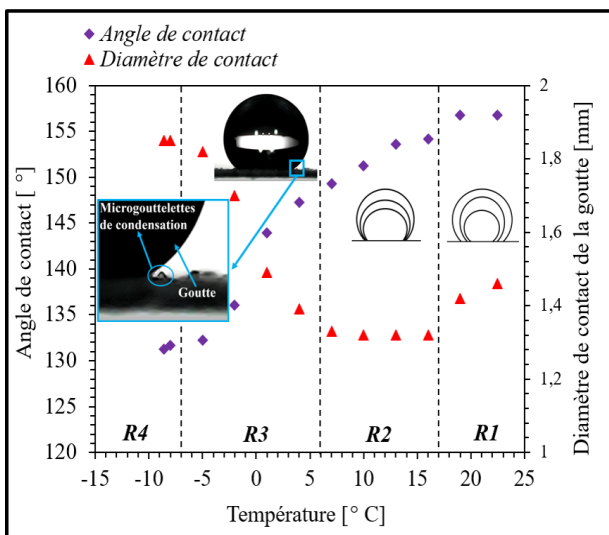 Angle de contact
Diamètre de contact
160
155
150
145
140
135
130
125
120
Angle de contact [ °]
2
1,8
1,6
1,4
1,2
1
Diamètre de contact de la goutte [mm]
Microgouttelettes
de condensation
Goutte
R4
R3
R2
R1
-15
-10
-5
0
5
10
15
20
25
Température [° C]